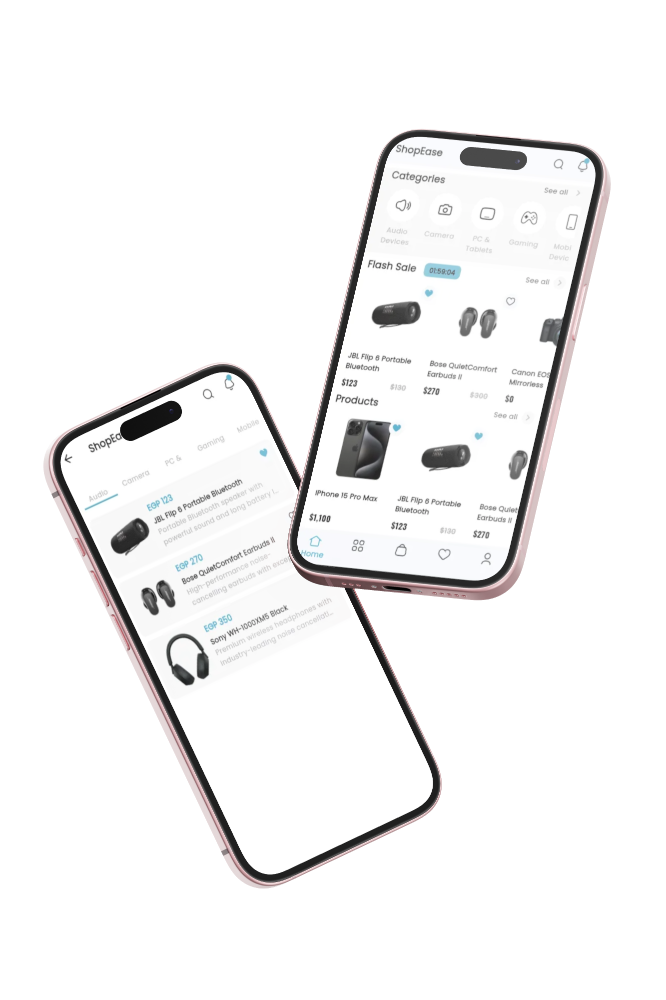 ShopEase
Categories
See all
Audio
Devices
Camera
PC &
Tablets
Gaming
Mobi
Devic
Flash Sale
01:59:04
See all
JBL Flip 6 Portable
Bluetooth
$123
$130
Bose QuietComfort
Earbuds II
$270
$300
Canon EOS
Mirrorless
$0
Products
See all
iPhone 15 Pro Max
$1,100
JBL Flip 6 Portable
Bluetooth
$123
$130
Bose Quiet
Earbuds II
$270
Home
ShopEa
Audio
Camera
PC &
Gaming
Mobile
EGP 123
JBL Flip 6 Portable Bluetooth
Portable Bluetooth speaker with
powerful sound and long battery l...
EGP 270
Bose QuietComfort Earbuds II
High-performance noise-
cancelling earbuds with excep
EGP 350
Sony WH-1000XM5 Black
Premium wireless headphones with
industry-leading noise cancellati...